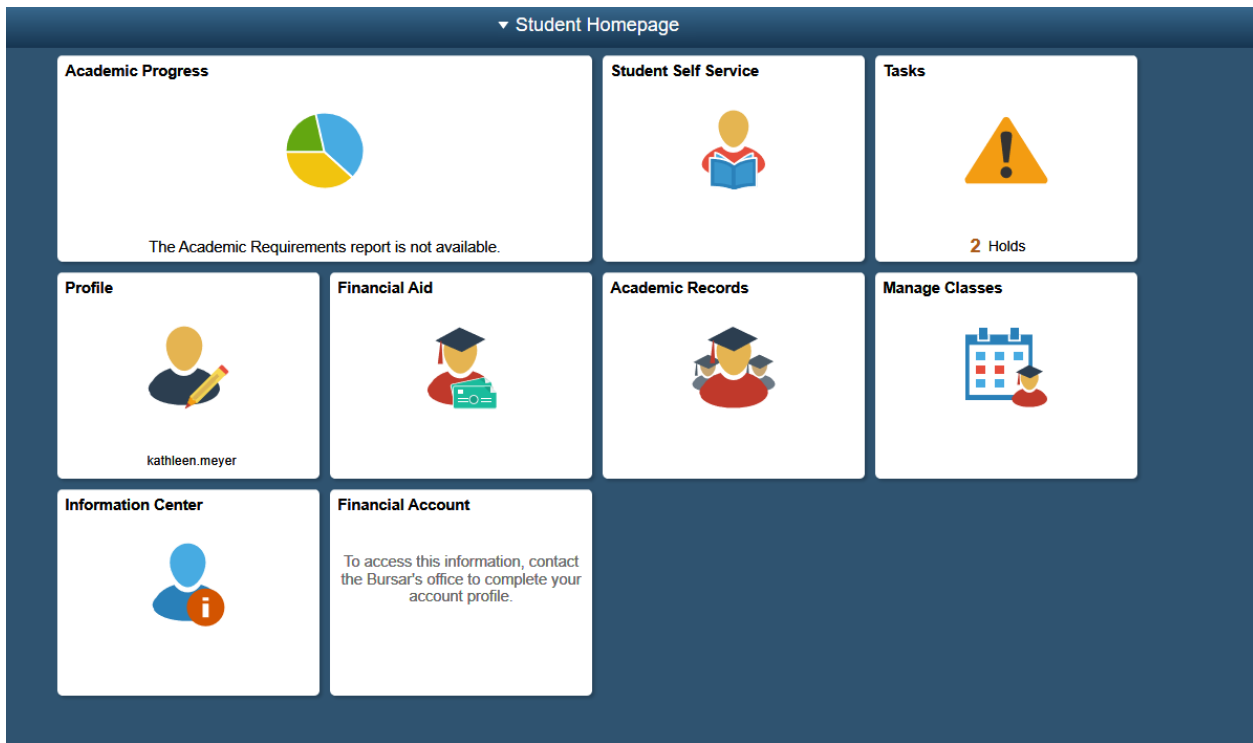 Student Homepage
Academic Progress
The Academic Requirements report is not available.
Student Self Service
Tasks
2 Holds
Profile
kathleen.meyer
Financial Aid
Academic Records
Manage Classes
Information Center
Financial Account
To access this information, contact
the Bursar's office to complete your
account profile.